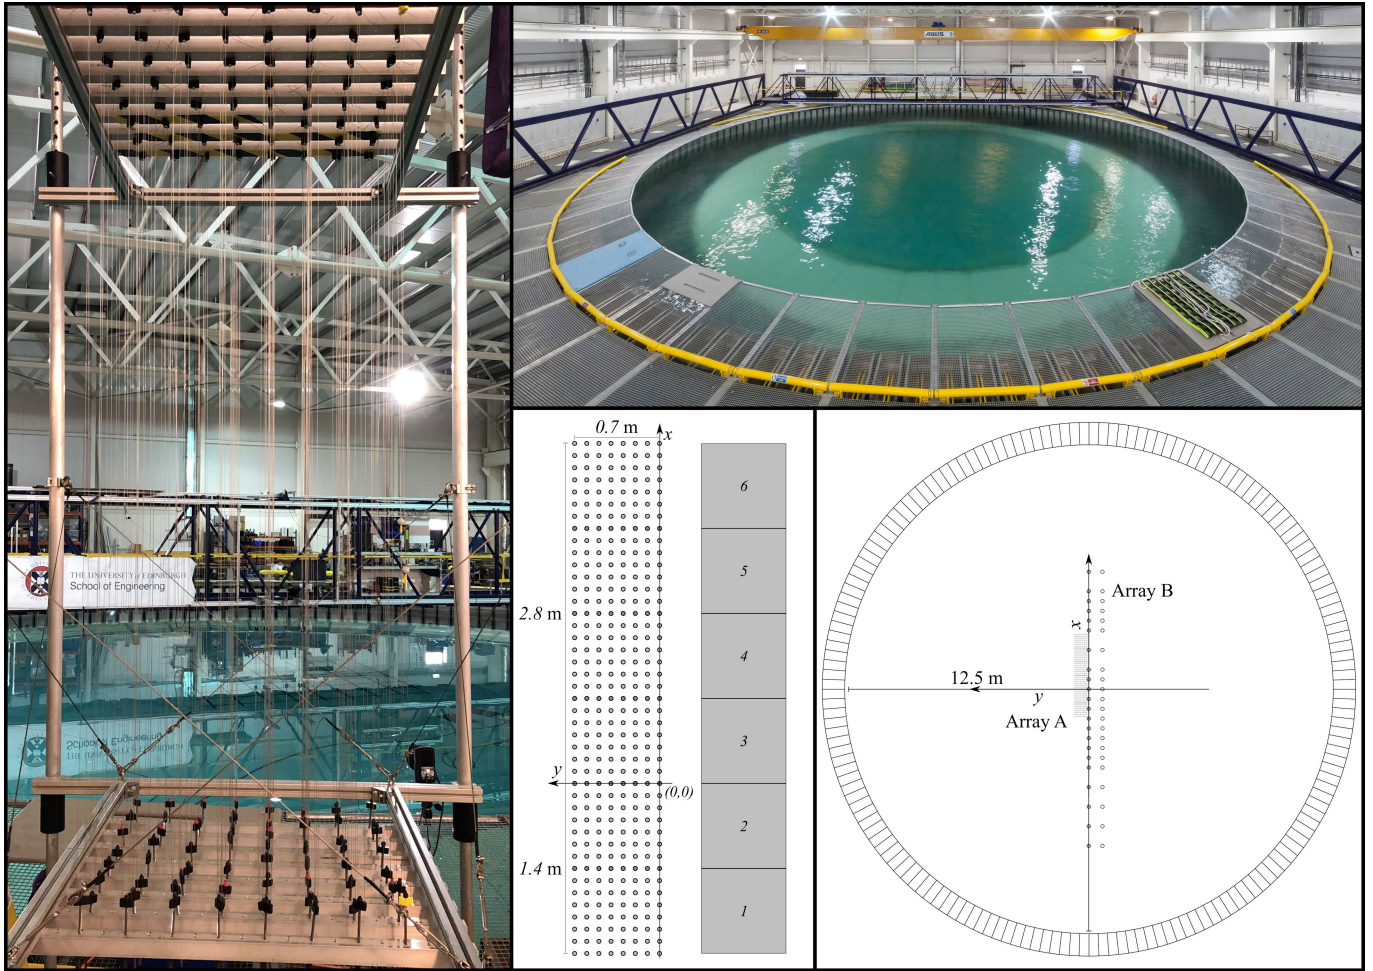 ABUS
THE UNIVERSITY of EDINBURGH
School of Engineering
0.7 m
x
6
5
2.8 m
4
3
y
(0,0)
2
1.4 m
1
Array B
x
12.5 m
y
Array A